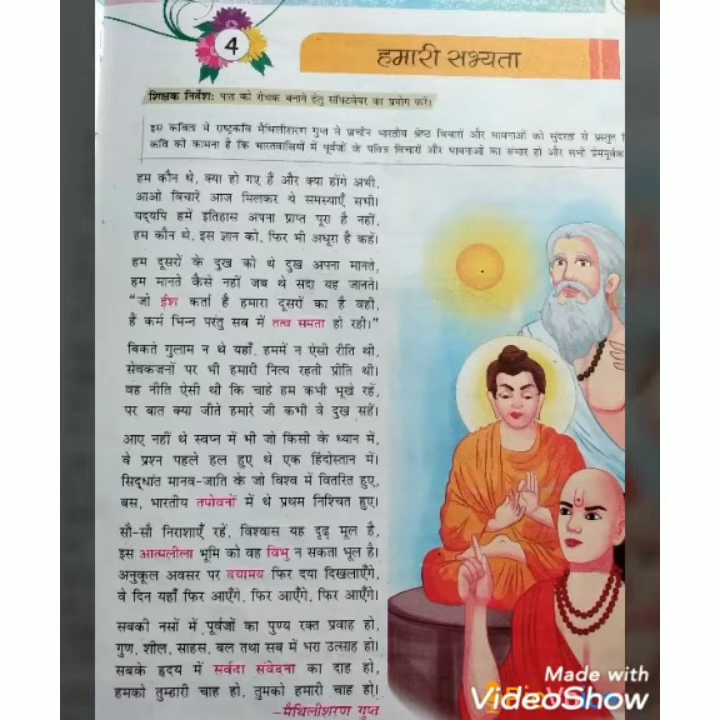 4
हमारी सभ्यता
शिक्षक निर्देश: पाठ को रोचक बनाने हेतु सॉफ्टवेयर का प्रयोग करें।
इस कविता में राष्ट्रकवि मैथिलीशरण गुप्त ने प्राचीन भारतीय श्रेष्ठ विचारों और भावनाओं को सुंदरता से प्रस्तुत
कवि की कामना है कि भारतवासियों में पूर्वजों के पवित्र विचारों और भावनाओं का संचार हो और सभी प्रेमपूर्वक
हम कौन थे, क्या हो गए हैं और क्या होंगे अभी,
आओ विचारें आज मिलकर ये समस्याएँ सभी।
यद्यपि हमें इतिहास अपना प्राप्त पूरा है नहीं,
हम कौन थे, इस ज्ञान को, फिर भी अधूरा है कहीं।
हम दूसरों के दुख को थे दुख अपना मानते,
हम मानते कैसे नहीं जब थे सदा यह जानते।
"जो ईश कर्ता है हमारा दूसरों का है वही,
है कर्म भिन्न परंतु सब में तत्व समता हो रही।"
बिकते गुलाम न थे यहाँ, हममें न ऐसी रीति थी,
सेवकजनों पर भी हमारी नित्य रहती प्रीति थी।
वह नीति ऐसी थी कि चाहे हम कभी भूखे रहें,
पर बात क्या जीते हमारे जी कभी वे दुख सहें।
आए नहीं थे स्वप्न में भी जो किसी के ध्यान में,
वे प्रश्न पहले हल हुए थे एक हिंदोस्तान में।
सिद्धांत मानव-जाति के जो विश्व में वितरित हुए,
बस, भारतीय तपोवनों में थे प्रथम निश्चित हुए।
सौ-सौ निराशाएँ रहें, विश्वास यह दृढ़ मूल है,
इस आत्मलीला भूमि को वह विभु न सकता भूल है।
अनुकूल अवसर पर दयामय फिर दया दिखलाएँगे,
वे दिन यहाँ फिर आएँगे, फिर आएँगे, फिर आएँगे।
सबकी नसों में पूर्वजों का पुण्य रक्त प्रवाह हो,
गुण, शील, साहस, बल तथा सब में भरा उत्साह हो।
सबके हृदय में सर्वदा संवेदना का दाह हो,
हमको तुम्हारी चाह हो, तुमको हमारी चाह हो।
-मैथिलीशरण गुप्त
Made with
VideoShow